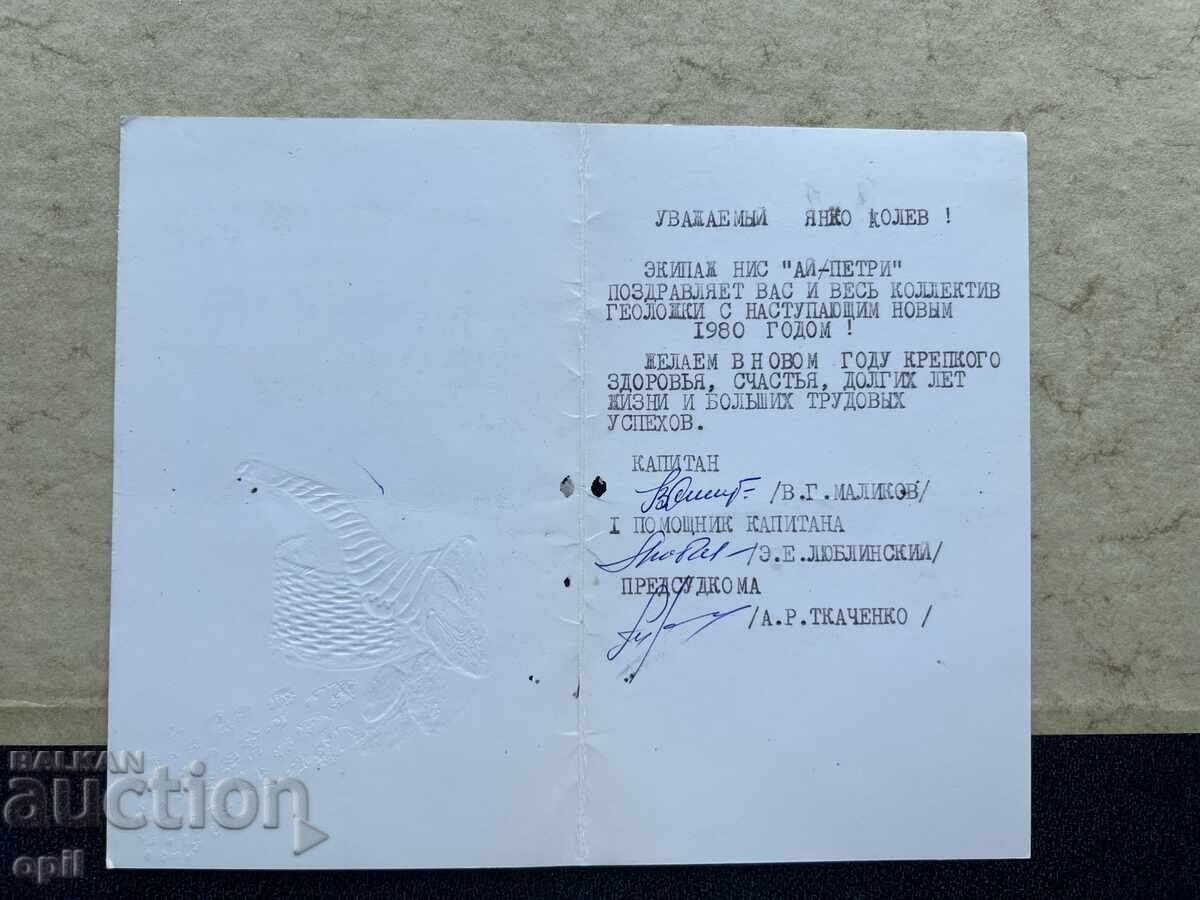 УВАЖАЕМЫЙ ЯНКО КОЛЕВ !
ЭКИПАЖ НИС "АЙ-ПЕТРИ"
ПОЗДРАВЛЯЕТ ВАС И ВЕСЬ КОЛЛЕКТИВ
ГЕОЛОЖКИ С НАСТУПАЮЩИМ НОВЫМ
1980 ГОДОМ !
ЖЕЛАЕМ В НОВОМ ГОДУ КРЕПКОГО
ЗДОРОВЬЯ, СЧАСТЬЯ, ДОЛГИХ ЛЕТ
ЖИЗНИ И БОЛЬШИХ ТРУДОВЫХ
УСПЕХОВ.
КАПИТАН
/В.Г.МАЛИКОВ/
I ПОМОЩНИК КАПИТАНА
/Э.Е.ЛЮБЛИНСКИЙ/
ПРЕДСУДКОМА
/А.Р.ТКАЧЕНКО /
BALKAN
auction
opil